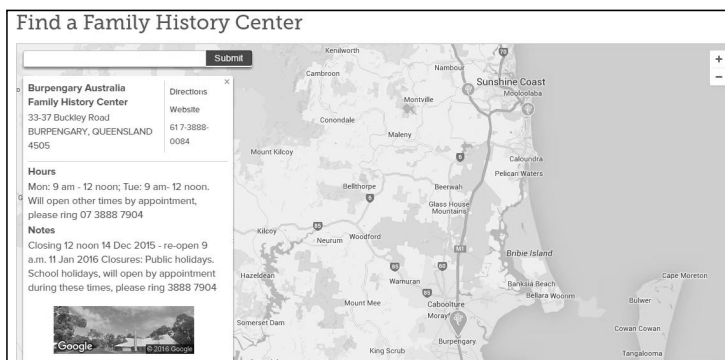 Find a Family History Center
Submit
Burpengary Australia
Family History Center
33-37 Buckley Road
BURPENGARY, QUEENSLAND
4505
Directions
Website
61 7-3888-
0084
Hours
Mon: 9 am - 12 noon; Tue: 9 am- 12 noon.
Will open other times by appointment,
please ring 07 3888 7904
Notes
Closing 12 noon 14 Dec 2015 - re-open 9
a.m. 11 Jan 2016 Closures: Public holidays.
School holidays, will open by appointment
during these times, please ring 3888 7904
Google
© 2016 Google
Kenilworth
70
Cambroon
Nambour
Sunshine Coast
Mooloolaba
Montville
Conondale
Maleny
Mount Kilcoy
6
Caloundra
Pelican Waters
Bellthorpe
Beerwah
6
Glass House
Mountains
85
Kilcoy
Neurum
Woodford
M1
Bribie Island
Hazeldean
Wamuran
Banksia Beach
Bellara
Woorim
Cape Moreton
Mount Mee
Caboolture
Moray
Bulwer
Somerset Dam
Cowan Cowan
Burpengary
King Scrub
Tangalooma
+
−